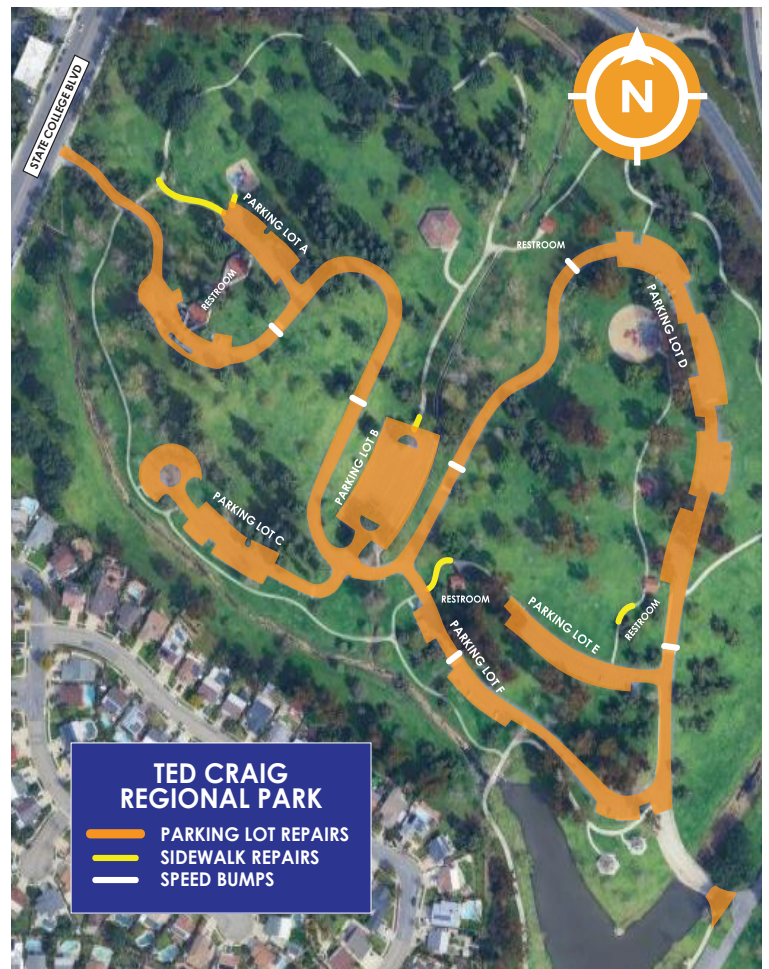 STATE COLLEGE BLVD
N
PARKING LOT A
RESTROOM
RESTROOM
PARKING LOT D
PARKING LOT B
PARKING LOT C
RESTROOM
PARKING LOT E
RESTROOM
PARKING LOT F
TED CRAIG
REGIONAL PARK
PARKING LOT REPAIRS
SIDEWALK REPAIRS
SPEED BUMPS